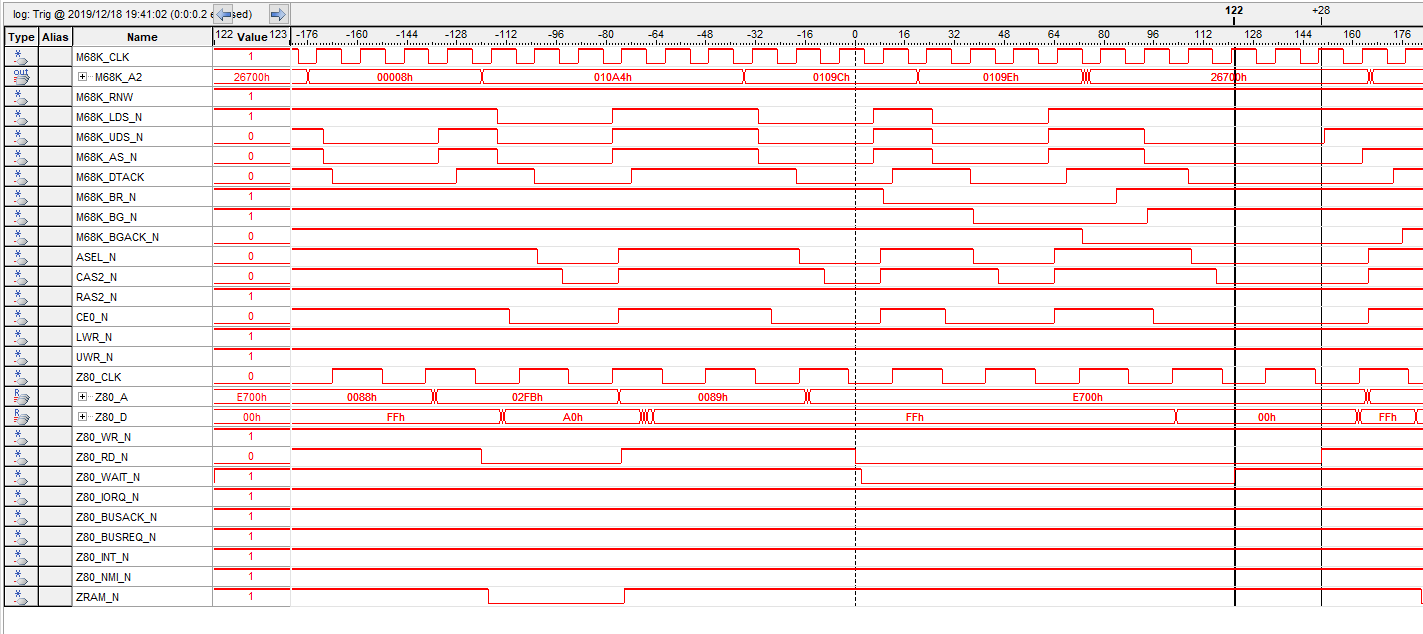 log: Trig @ 2019/12/18 19:41:02 (0:0:0.2 sed) 122 +28
Type Alias Name 122 Value 123 -176 -160 -144 -128 -112 -96 -80 -64 -48 -32 -16 0 16 32 48 64 80 96 112 128 144 160 176
M68K_CLK 1
M68K_A2 26700h 00008h 010A4h 0109Ch 0109Eh 26700h
M68K_RNW 1
M68K_LDS_N 1
M68K_UDS_N 0
M68K_AS_N 0
M68K_DTACK 0
M68K_BR_N 1
M68K_BG_N 1
M68K_BGACK_N 0
ASEL_N 0
CAS2_N 0
RAS2_N 1
CE0_N 0
LWR_N 1
UWR_N 1
Z80_CLK 0
Z80_A E700h 0088h 02FBh 0089h E700h
Z80_D 00h FFh A0h FFh 00h FFh
Z80_WR_N 1
Z80_RD_N 0
Z80_WAIT_N 1
Z80_IORQ_N 1
Z80_BUSACK_N 1
Z80_BUSREQ_N 1
Z80_INT_N 1
Z80_NMI_N 1
ZRAM_N 1